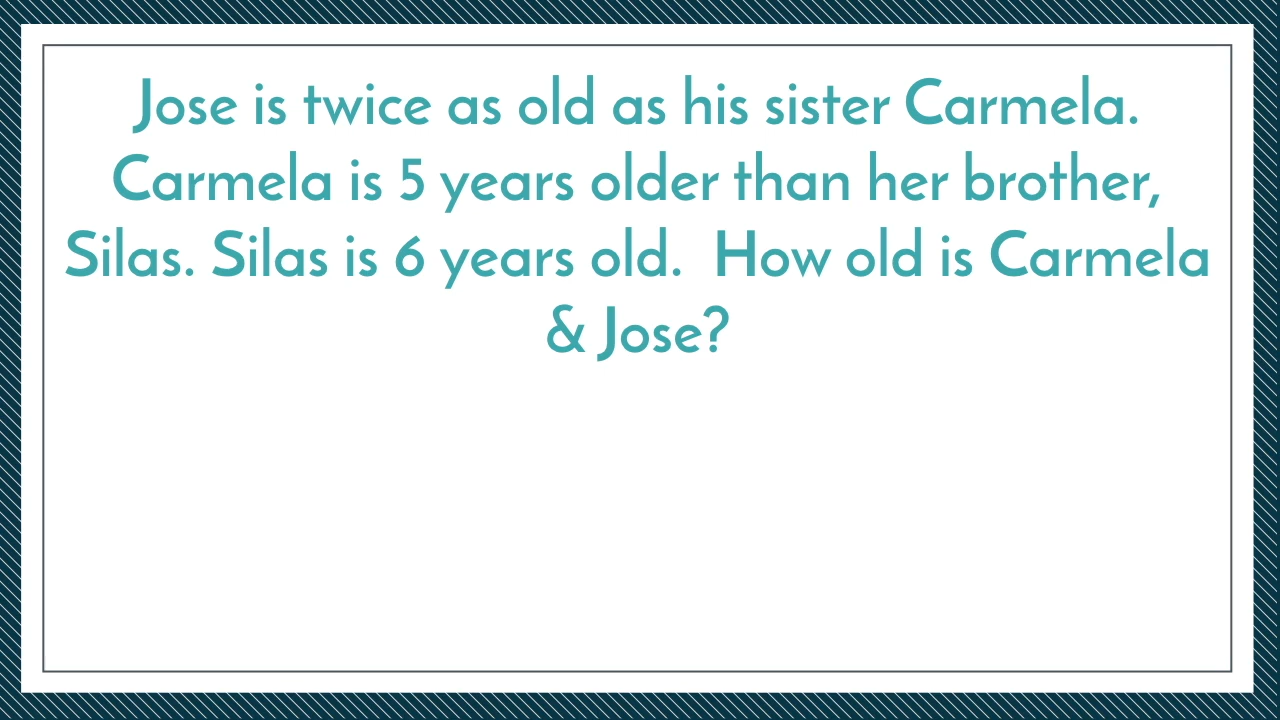 Jose is twice as old as his sister Carmela.
Carmela is 5 years older than her brother,
Silas. Silas is 6 years old.  How old is Carmela
& Jose?